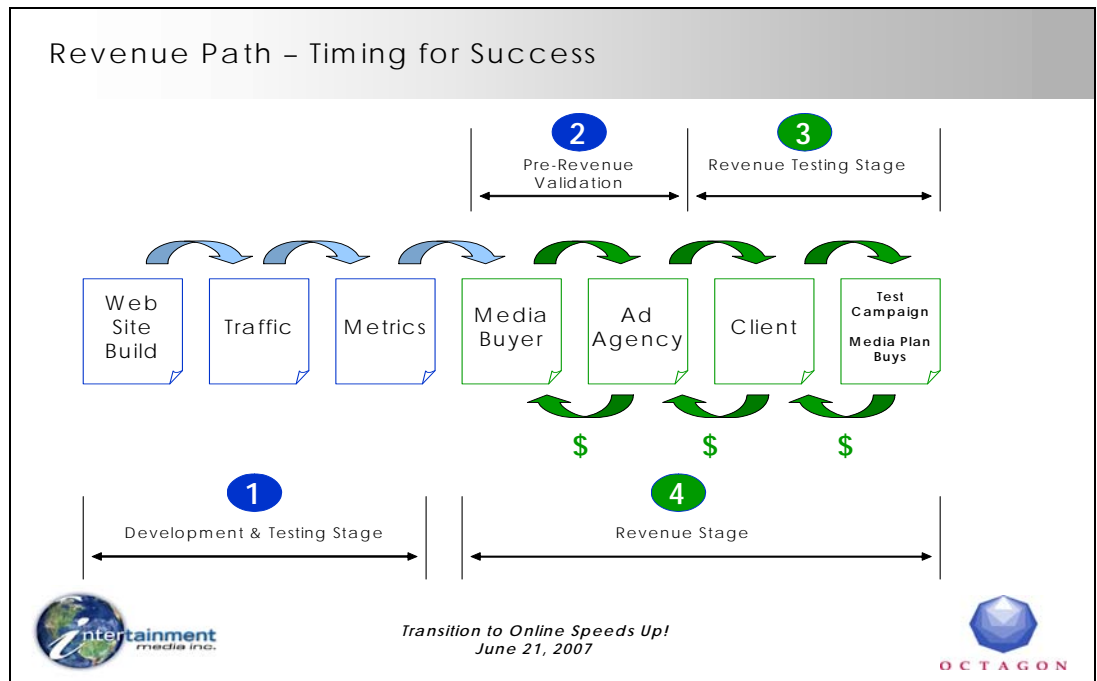 Revenue Path – Timing for Success
2
3
Pre-Revenue
Validation
Revenue Testing Stage
Web
Site
Build
Traffic
Metrics
Media
Buyer
Ad
Agency
Client
Test
Campaign
Media Plan
Buys
$
$
$
1
4
Development & Testing Stage
Revenue Stage
intertainment
media inc.
Transition to Online Speeds Up!
June 21, 2007
OCTAGON